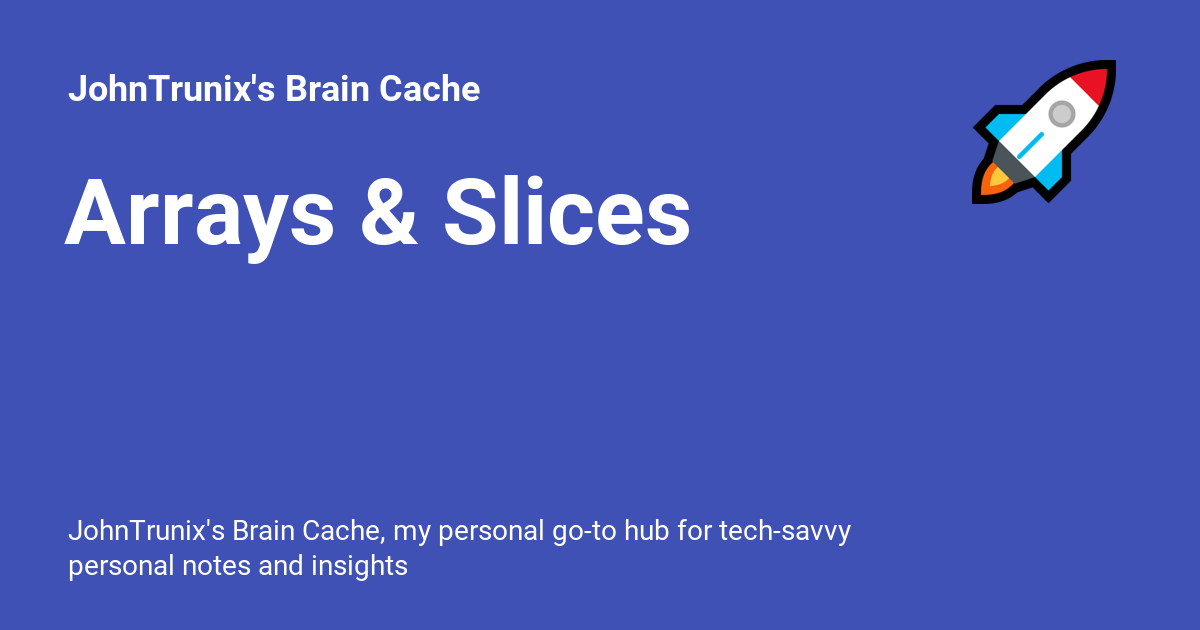 JohnTrunix's Brain Cache
Arrays & Slices
JohnTrunix's Brain Cache, my personal go-to hub for tech-savvy
personal notes and insights